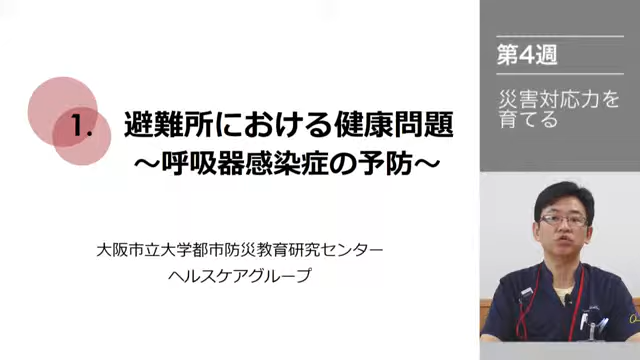 1. 避難所における健康問題
～呼吸器感染症の予防～
大阪市立大学都市防災教育研究センター
ヘルスケアグループ
第4週
災害対応力を
育てる